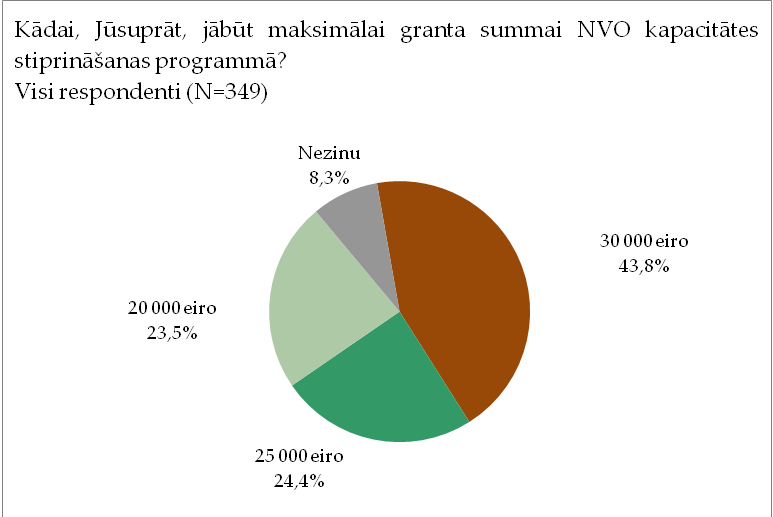 Kādai, Jūsuprāt, jābūt maksimālai granta summai NVO kapacitātes
stiprināšanas programmā?
Visi respondenti (N=349)
Nezinu
8,3%
30 000 eiro
43,8%
20 000 eiro
23,5%
25 000 eiro
24,4%